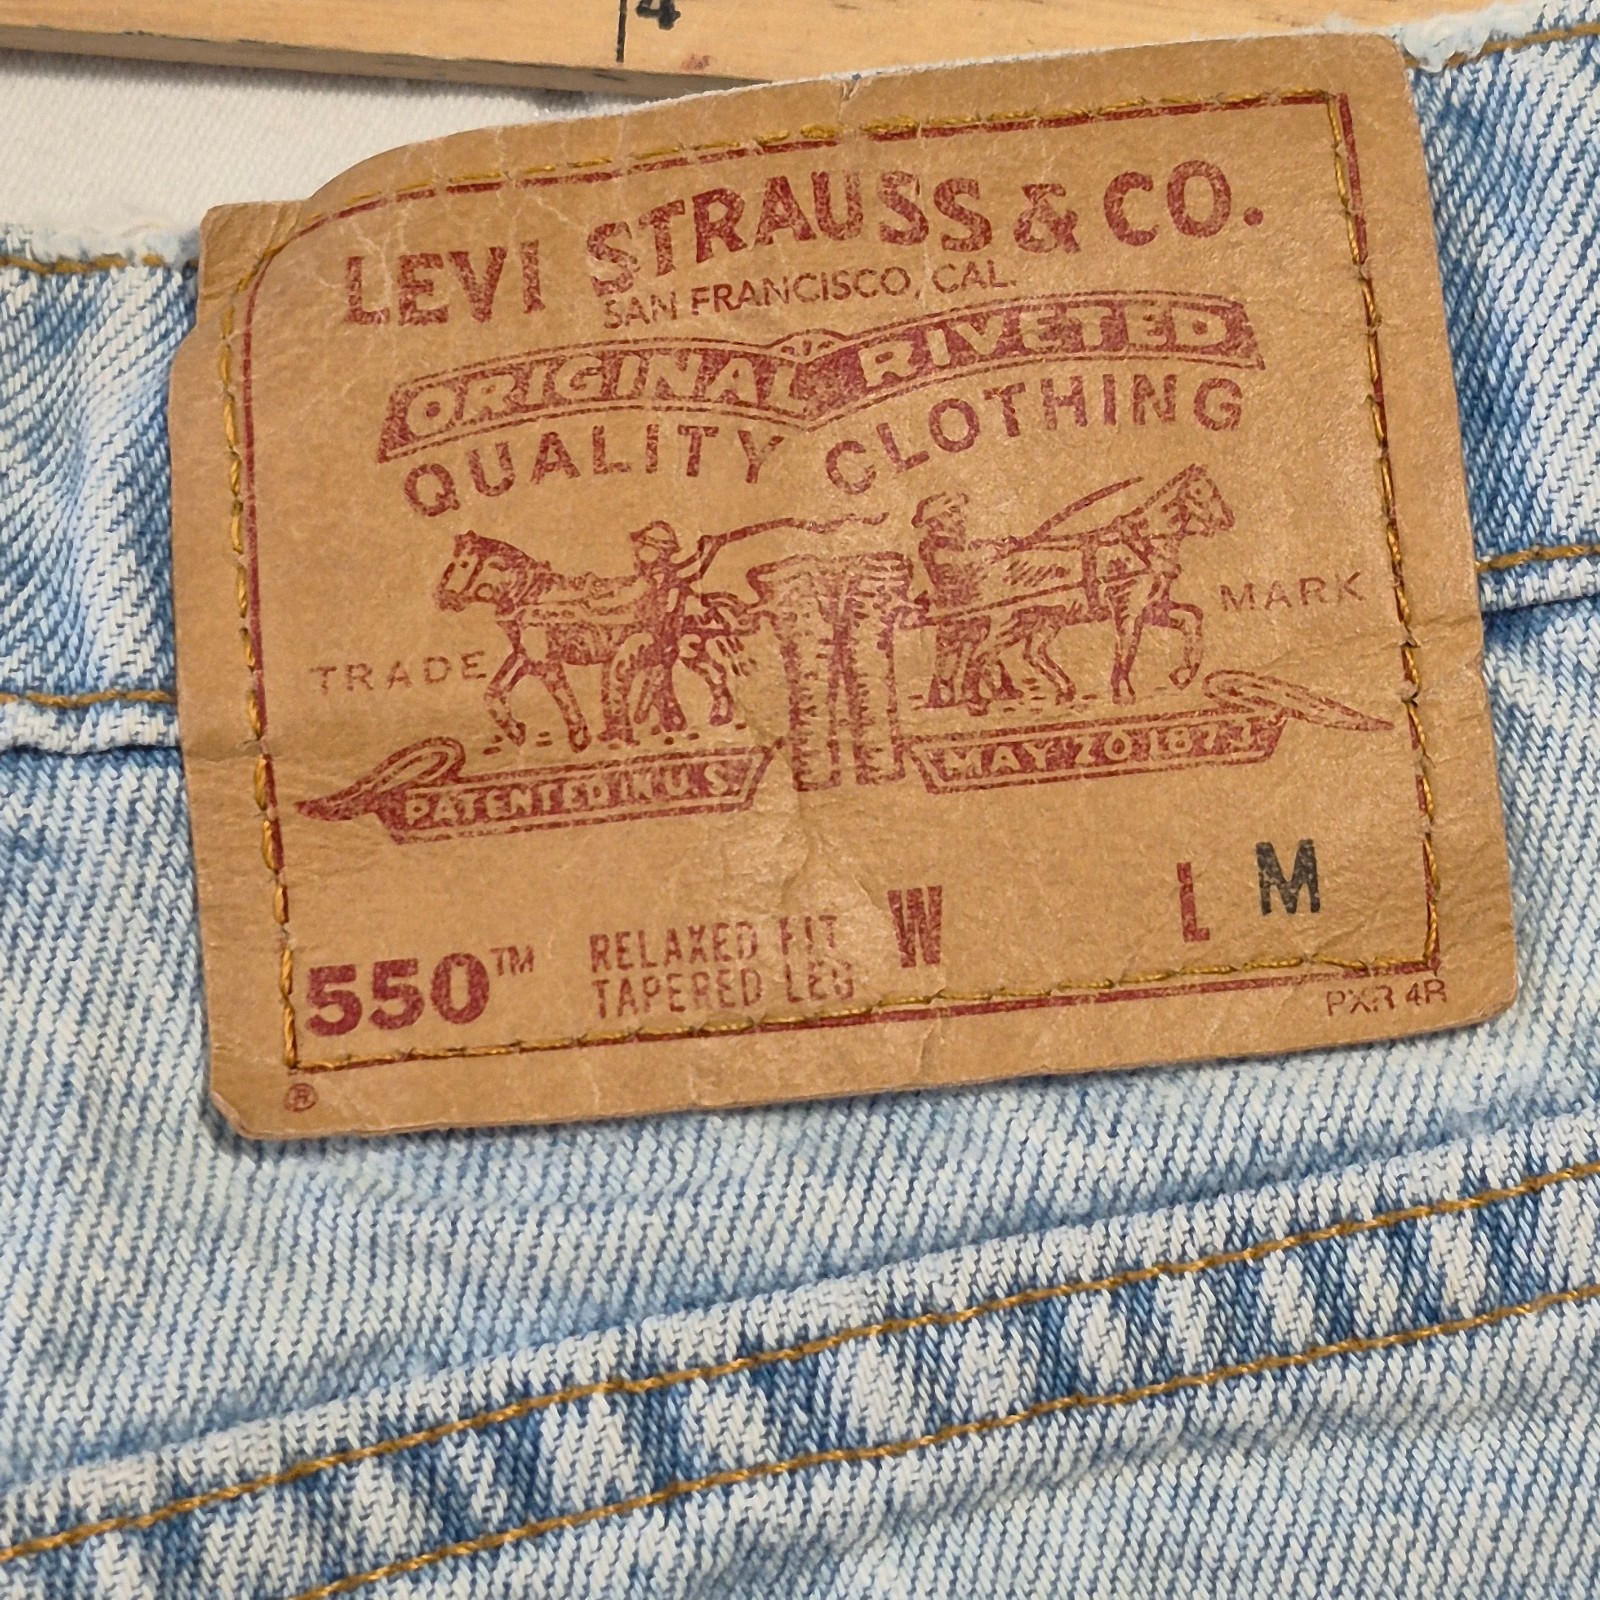 4
LEVI STRAUSS & CO.
SAN FRANCISCO, CAL.
ORIGINAL RIVETED
QUALITY CLOTHING
TRADE MARK
PATENTED IN U.S. MAY 20 1873
550™ RELAXED FIT W L M
TAPERED LEG
PXR 4R
®